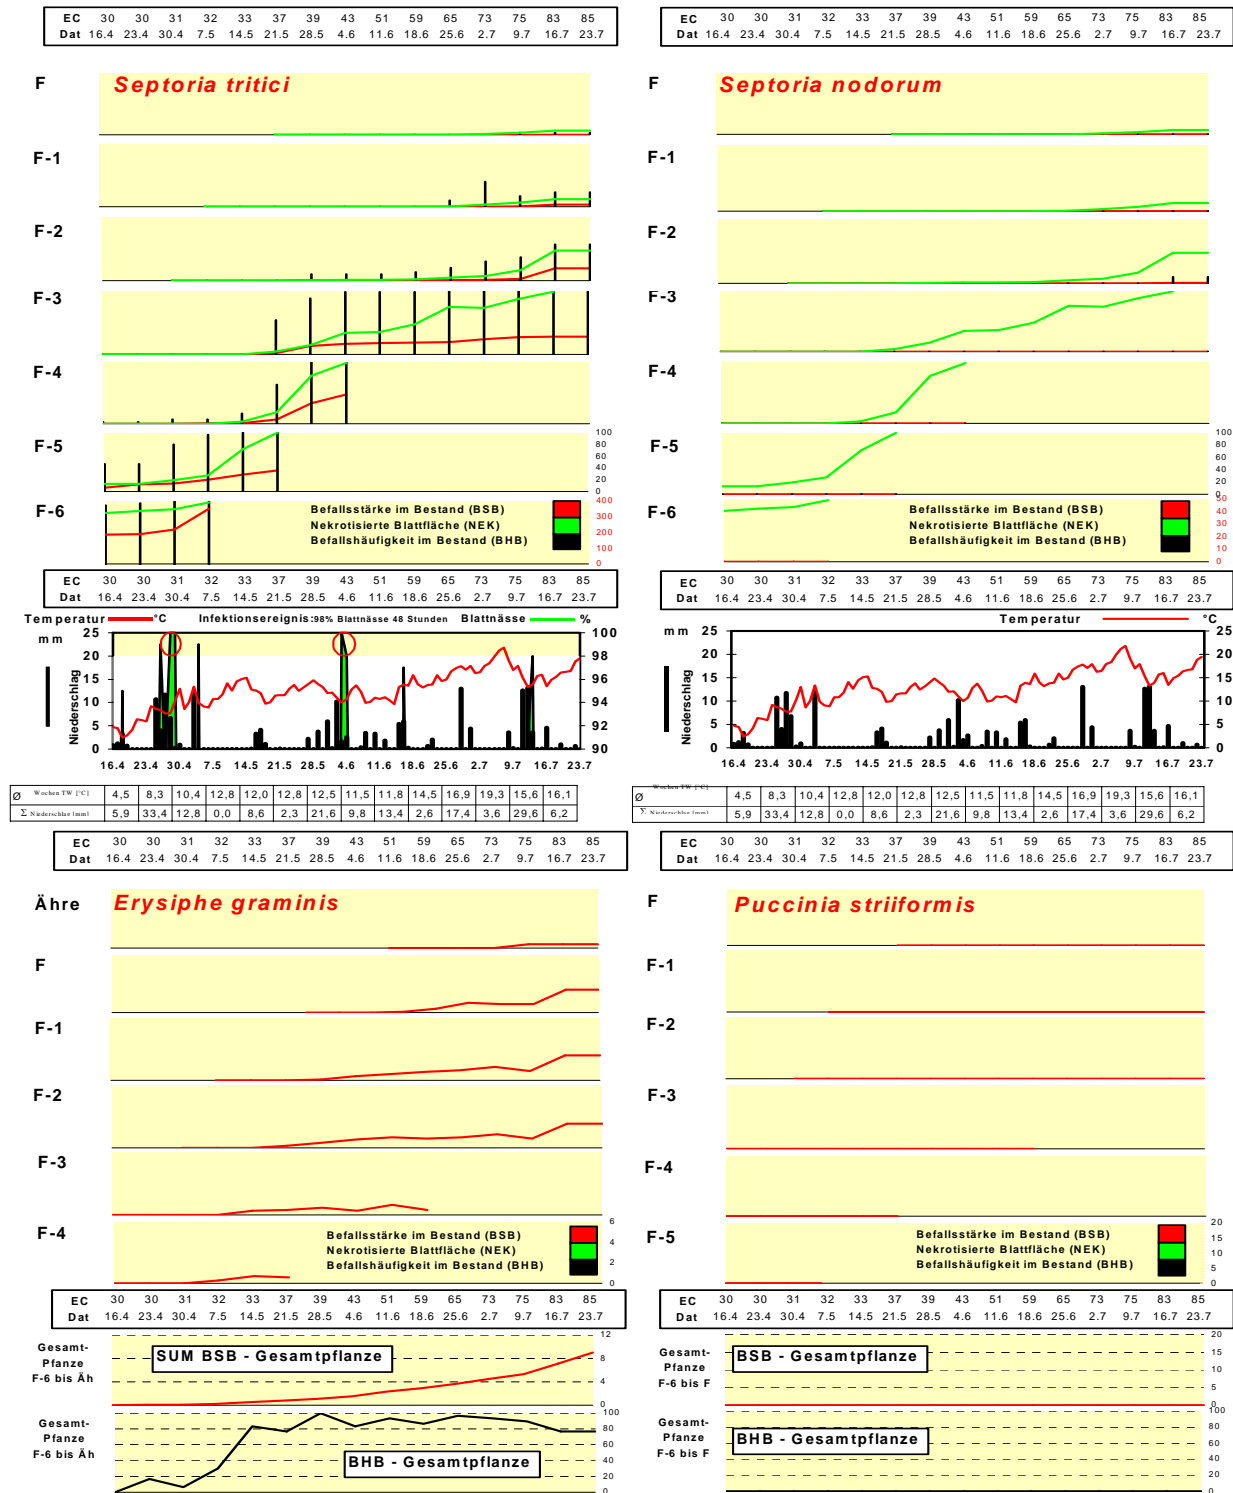 EC 30 30 31 32 33 37 39 43 51 59 65 73 75 83 85
Dat 16.4 23.4 30.4 7.5 14.5 21.5 28.5 4.6 11.6 18.6 25.6 2.7 9.7 16.7 23.7
F Septoria tritici
F-1
F-2
F-3
F-4
F-5
100
80
60
40
20
0
F-6
400
300
200
100
0
Befallsstärke im Bestand (BSB)
Nekrotisierte Blattfläche (NEK)
Befallshäufigkeit im Bestand (BHB)
EC 30 30 31 32 33 37 39 43 51 59 65 73 75 83 85
Dat 16.4 23.4 30.4 7.5 14.5 21.5 28.5 4.6 11.6 18.6 25.6 2.7 9.7 16.7 23.7
Temperatur °C Infektionsereignis:98% Blattnässe 48 Stunden Blattnässe %
mm
Niederschlag
25 100
20 98
15 96
10 94
5 92
0 90
16.4 23.4 30.4 7.5 14.5 21.5 28.5 4.6 11.6 18.6 25.6 2.7 9.7 16.7 23.7
Ø Wochen TW [°C] 4,5 8,3 10,4 12,8 12,0 12,8 12,5 11,5 11,8 14,5 16,9 19,3 15,6 16,1
Σ Niederschlag (mm) 5,9 33,4 12,8 0,0 8,6 2,3 21,6 9,8 13,4 2,6 17,4 3,6 29,6 6,2
EC 30 30 31 32 33 37 39 43 51 59 65 73 75 83 85
Dat 16.4 23.4 30.4 7.5 14.5 21.5 28.5 4.6 11.6 18.6 25.6 2.7 9.7 16.7 23.7
Ähre Erysiphe graminis
F
F-1
F-2
F-3
F-4
6
4
2
0
Befallsstärke im Bestand (BSB)
Nekrotisierte Blattfläche (NEK)
Befallshäufigkeit im Bestand (BHB)
EC 30 30 31 32 33 37 39 43 51 59 65 73 75 83 85
Dat 16.4 23.4 30.4 7.5 14.5 21.5 28.5 4.6 11.6 18.6 25.6 2.7 9.7 16.7 23.7
Gesamt-
Pfanze
F-6 bis Äh
SUM BSB - Gesamtpflanze
12
8
4
0
Gesamt-
Pfanze
F-6 bis Äh
BHB - Gesamtpflanze
100
80
60
40
20
0
EC 30 30 31 32 33 37 39 43 51 59 65 73 75 83 85
Dat 16.4 23.4 30.4 7.5 14.5 21.5 28.5 4.6 11.6 18.6 25.6 2.7 9.7 16.7 23.7
F Septoria nodorum
F-1
F-2
F-3
F-4
F-5
100
80
60
40
20
0
F-6
50
40
30
20
10
0
Befallsstärke im Bestand (BSB)
Nekrotisierte Blattfläche (NEK)
Befallshäufigkeit im Bestand (BHB)
EC 30 30 31 32 33 37 39 43 51 59 65 73 75 83 85
Dat 16.4 23.4 30.4 7.5 14.5 21.5 28.5 4.6 11.6 18.6 25.6 2.7 9.7 16.7 23.7
Temperatur °C
mm
Niederschlag
25 25
20 20
15 15
10 10
5 5
0 0
16.4 23.4 30.4 7.5 14.5 21.5 28.5 4.6 11.6 18.6 25.6 2.7 9.7 16.7 23.7
Ø Wochen TW [°C] 4,5 8,3 10,4 12,8 12,0 12,8 12,5 11,5 11,8 14,5 16,9 19,3 15,6 16,1
Σ Niederschlag (mm) 5,9 33,4 12,8 0,0 8,6 2,3 21,6 9,8 13,4 2,6 17,4 3,6 29,6 6,2
EC 30 30 31 32 33 37 39 43 51 59 65 73 75 83 85
Dat 16.4 23.4 30.4 7.5 14.5 21.5 28.5 4.6 11.6 18.6 25.6 2.7 9.7 16.7 23.7
F Puccinia striiformis
F-1
F-2
F-3
F-4
F-5
20
15
10
5
0
Befallsstärke im Bestand (BSB)
Nekrotisierte Blattfläche (NEK)
Befallshäufigkeit im Bestand (BHB)
EC 30 30 31 32 33 37 39 43 51 59 65 73 75 83 85
Dat 16.4 23.4 30.4 7.5 14.5 21.5 28.5 4.6 11.6 18.6 25.6 2.7 9.7 16.7 23.7
Gesamt-
Pfanze
F-6 bis F
BSB - Gesamtpflanze
20
15
10
5
0
Gesamt-
Pfanze
F-6 bis F
BHB - Gesamtpflanze
100
80
60
40
20
0